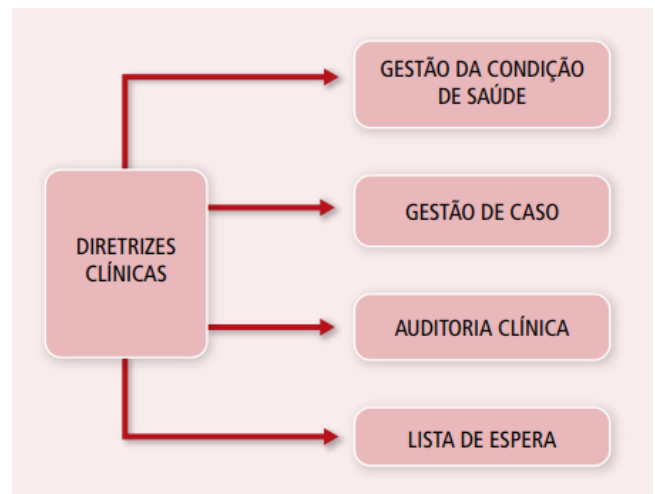 GESTÃO DA CONDIÇÃO
DE SAÚDE
GESTÃO DE CASO
DIRETRIZES
CLÍNICAS
AUDITORIA CLÍNICA
LISTA DE ESPERA